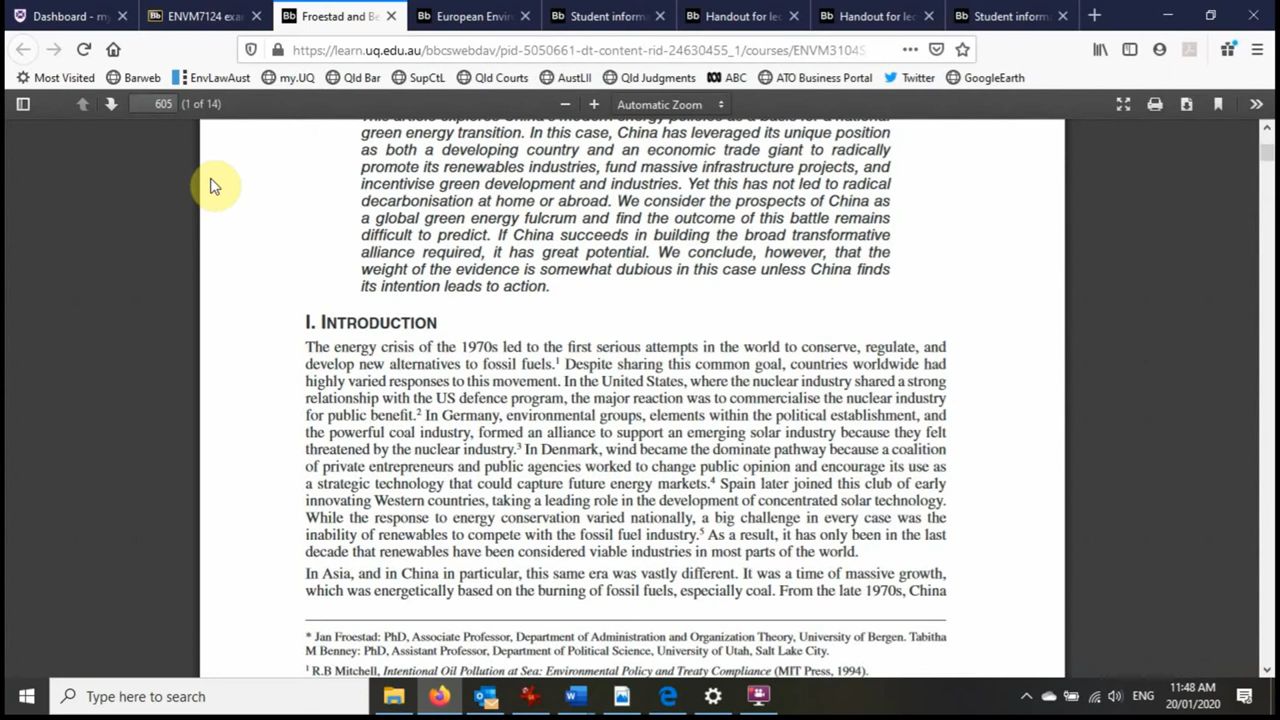 Dashboard - my
ENVM7124 exa
Froestad and Be
European Envir
Student inform
Handout for lec
Handout for lec
Student inform
https://learn.uq.edu.au/bbcswebdav/pid-5050661-dt-content-rid-24630455_1/courses/ENVM3104S
Most Visited
Barweb
EnvLawAust
my.UQ
Qld Bar
SupCtL
Qld Courts
AustLII
Qld Judgments
ABC
ATO Business Portal
Twitter
GoogleEarth
605 (1 of 14)
Automatic Zoom
This article explores China's modern energy policies as a basis for a national
green energy transition. In this case, China has leveraged its unique position
as both a developing country and an economic trade giant to radically
promote its renewables industries, fund massive infrastructure projects, and
incentivise green development and industries. Yet this has not led to radical
decarbonisation at home or abroad. We consider the prospects of China as
a global green energy fulcrum and find the outcome of this battle remains
difficult to predict. If China succeeds in building the broad transformative
alliance required, it has great potential. We conclude, however, that the
weight of the evidence is somewhat dubious in this case unless China finds
its intention leads to action.
I. INTRODUCTION
The energy crisis of the 1970s led to the first serious attempts in the world to conserve, regulate, and
develop new alternatives to fossil fuels.1 Despite sharing this common goal, countries worldwide had
highly varied responses to this movement. In the United States, where the nuclear industry shared a strong
relationship with the US defence program, the major reaction was to commercialise the nuclear industry
for public benefit.2 In Germany, environmental groups, elements within the political establishment, and
the powerful coal industry, formed an alliance to support an emerging solar industry because they felt
threatened by the nuclear industry.3 In Denmark, wind became the dominate pathway because a coalition
of private entrepreneurs and public agencies worked to change public opinion and encourage its use as
a strategic technology that could capture future energy markets.4 Spain later joined this club of early
innovating Western countries, taking a leading role in the development of concentrated solar technology.
While the response to energy conservation varied nationally, a big challenge in every case was the
inability of renewables to compete with the fossil fuel industry.5 As a result, it has only been in the last
decade that renewables have been considered viable industries in most parts of the world.
In Asia, and in China in particular, this same era was vastly different. It was a time of massive growth,
which was energetically based on the burning of fossil fuels, especially coal. From the late 1970s, China
* Jan Froestad: PhD, Associate Professor, Department of Administration and Organization Theory, University of Bergen. Tabitha
M Benney: PhD, Assistant Professor, Department of Political Science, University of Utah, Salt Lake City.
1 R.B Mitchell, Intentional Oil Pollution at Sea: Environmental Policy and Treaty Compliance (MIT Press, 1994).
Type here to search
ENG
11:48 AM
20/01/2020